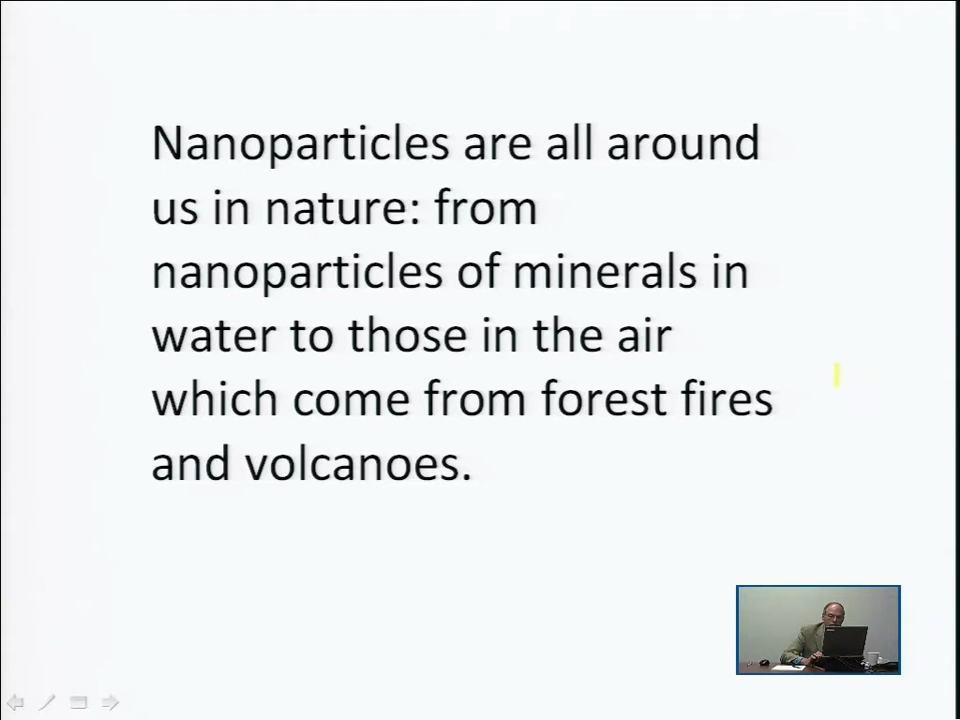 Nanoparticles are all around
us in nature: from
nanoparticles of minerals in
water to those in the air
which come from forest fires
and volcanoes.